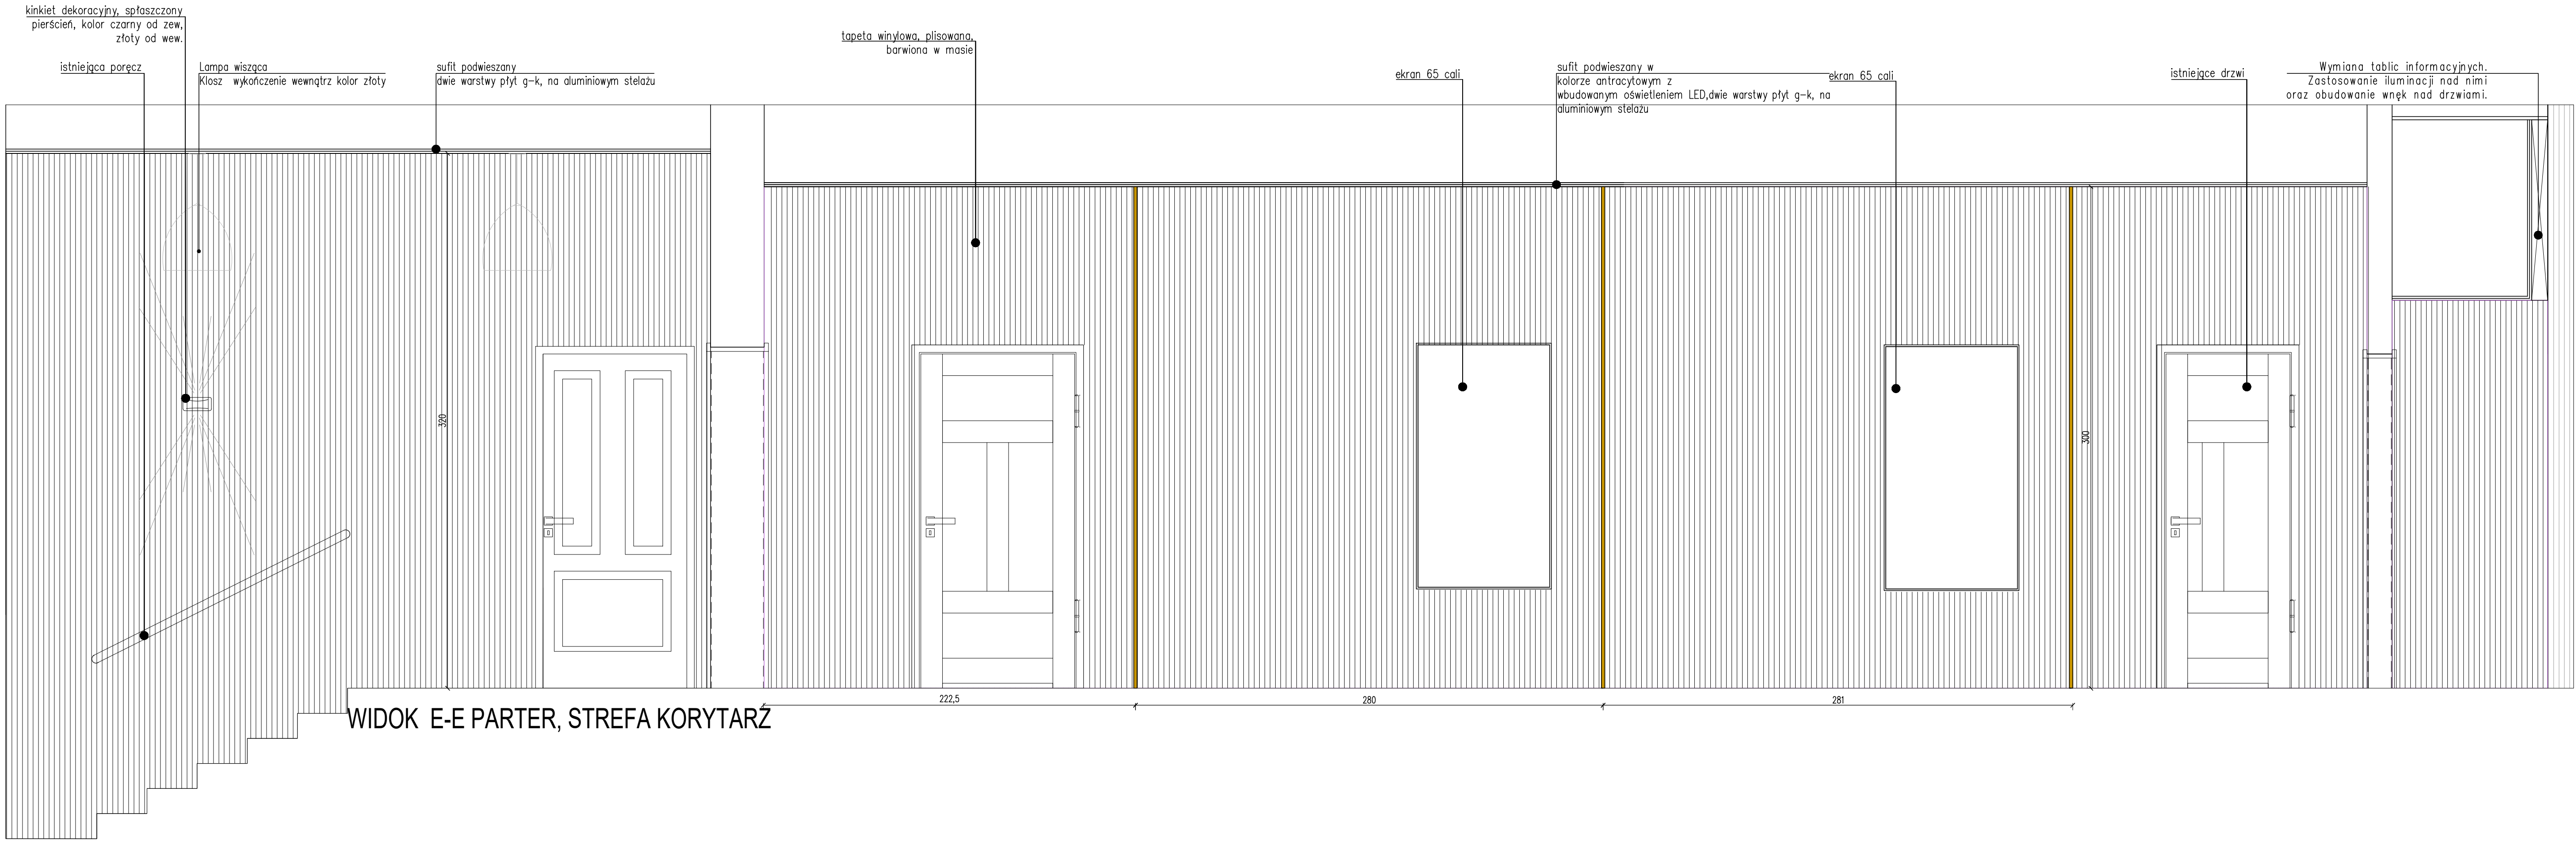 kinkiet dekoracyjny, spłaszczony
pierścień, kolor czarny od zew,
złoty od wew.
istniejąca poręcz
Lampa wisząca
Klosz wykończenie wewnątrz kolor złoty
sufit podwieszany
dwie warstwy płyt g-k, na aluminiowym stelażu
tapeta winylowa, plisowana,
barwiona w masie
ekran 65 cali
sufit podwieszany w
kolorze antracytowym z
wbudowanym oświetleniem LED,dwie warstwy płyt g-k, na
aluminiowym stelażu
ekran 65 cali
istniejące drzwi
Wymiana tablic informacyjnych.
Zastosowanie iluminacji nad nimi
oraz obudowanie wnęk nad drzwiami.
320
300
222,5
280
281
WIDOK E-E PARTER, STREFA KORYTARZ